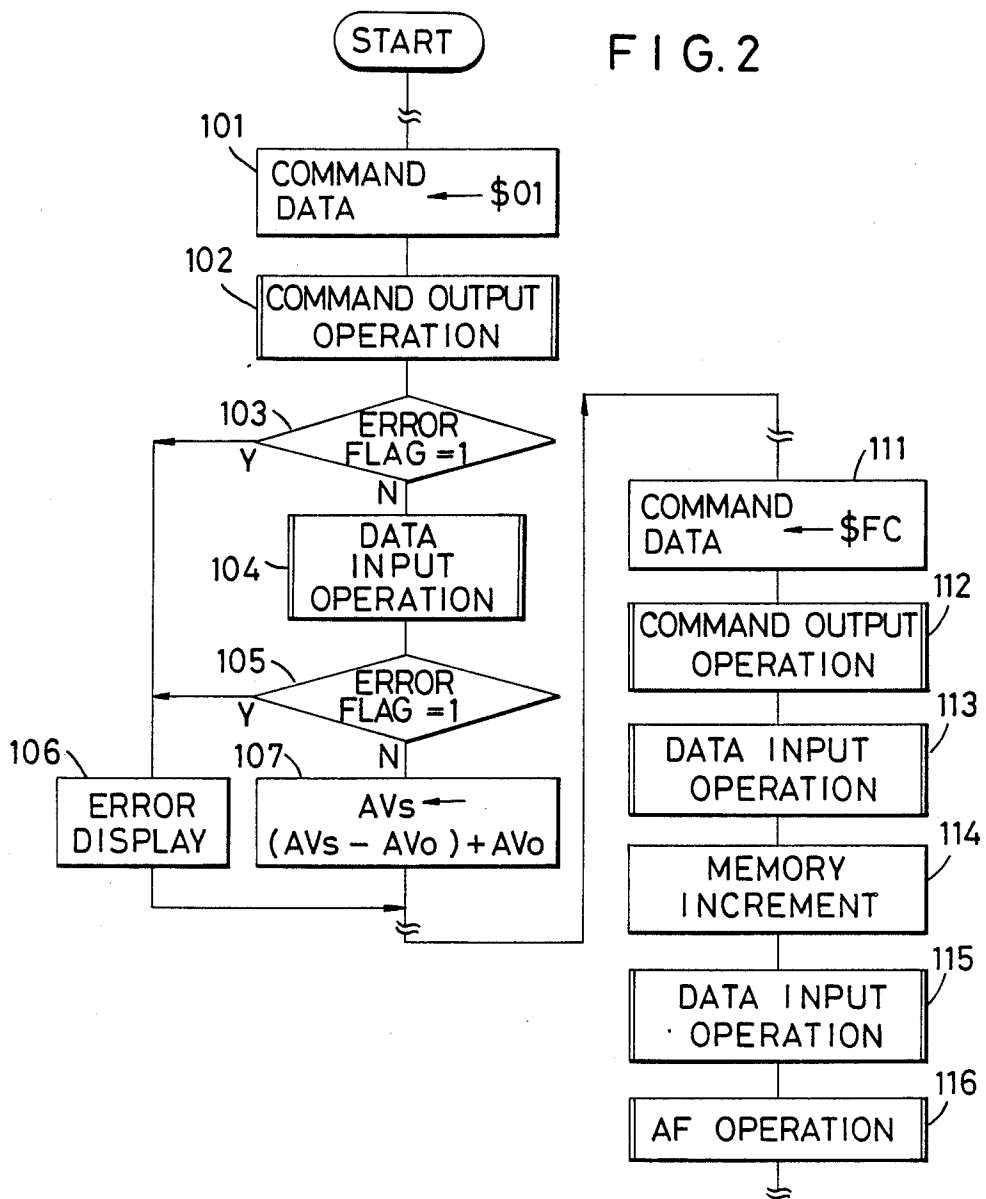 START
FIG.2
101
COMMAND
DATA ← $01
102
COMMAND OUTPUT
OPERATION
103
ERROR
FLAG = 1
Y
N
104
DATA
INPUT
OPERATION
105
ERROR
FLAG = 1
Y
N
106
ERROR
DISPLAY
107
AVs ←
(AVs - AVo) + AVo
111
COMMAND
DATA ← $FC
112
COMMAND OUTPUT
OPERATION
113
DATA INPUT
OPERATION
114
MEMORY
INCREMENT
115
DATA INPUT
OPERATION
116
AF OPERATION